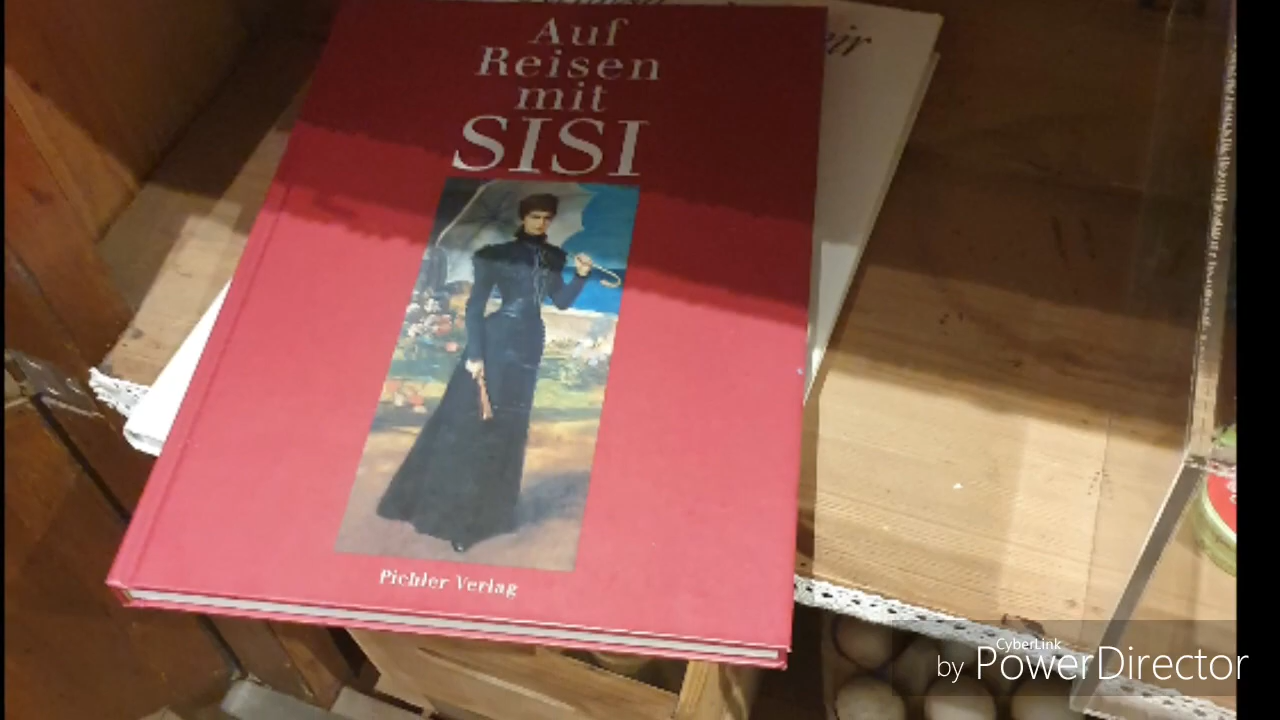 Auf
Reisen
mit
SISI
Pichler Verlag
CyberLink
by PowerDirector